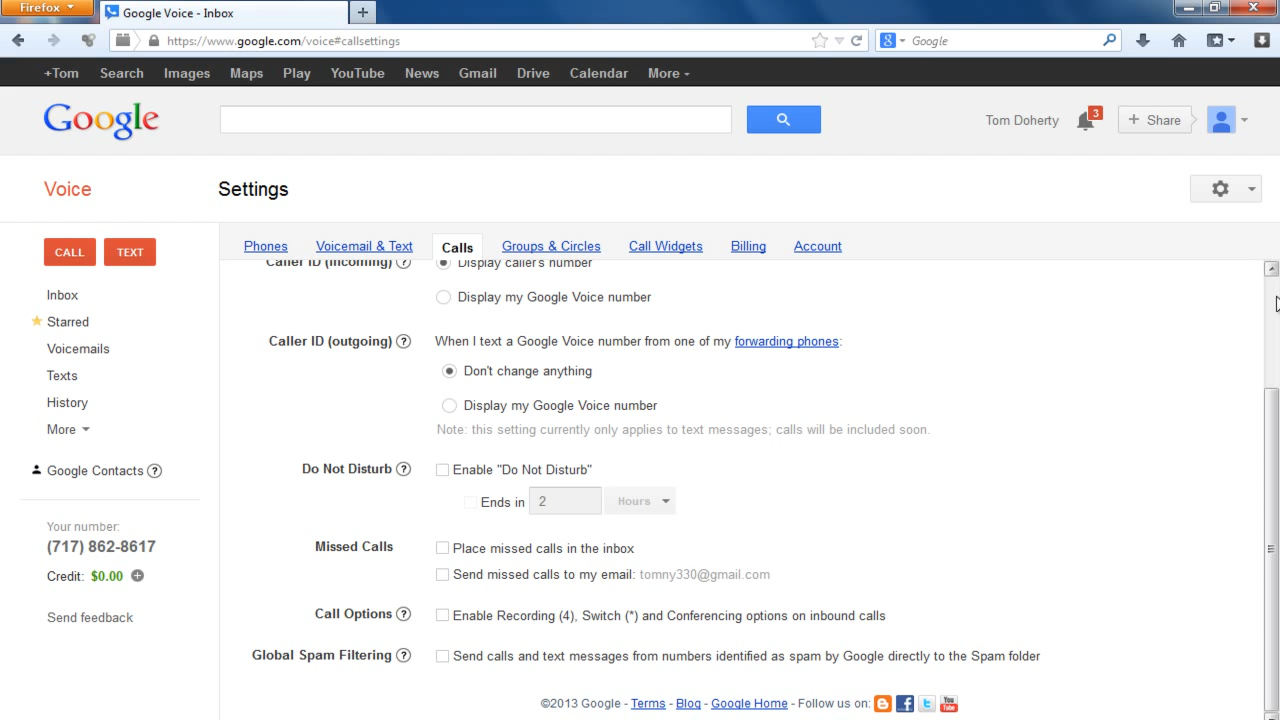 Firefox
Google Voice - Inbox
https://www.google.com/voice#callsettings
Google
+Tom Search Images Maps Play YouTube News Gmail Drive Calendar More
Google
Tom Doherty 3 + Share
Voice Settings
CALL TEXT
Phones Voicemail & Text Calls Groups & Circles Call Widgets Billing Account
Caller ID (incoming) ? Display caller's number
Inbox
Display my Google Voice number
Starred
Caller ID (outgoing) ? When I text a Google Voice number from one of my forwarding phones:
Voicemails
Texts
Don't change anything
History
Display my Google Voice number
More
Note: this setting currently only applies to text messages; calls will be included soon.
Google Contacts ?
Do Not Disturb ? Enable "Do Not Disturb"
Ends in 2 Hours
Your number:
(717) 862-8617
Missed Calls Place missed calls in the inbox
Credit: $0.00
Send missed calls to my email: tomny330@gmail.com
Send feedback
Call Options ? Enable Recording (4), Switch (*) and Conferencing options on inbound calls
Global Spam Filtering ? Send calls and text messages from numbers identified as spam by Google directly to the Spam folder
©2013 Google - Terms - Blog - Google Home - Follow us on: You Tube